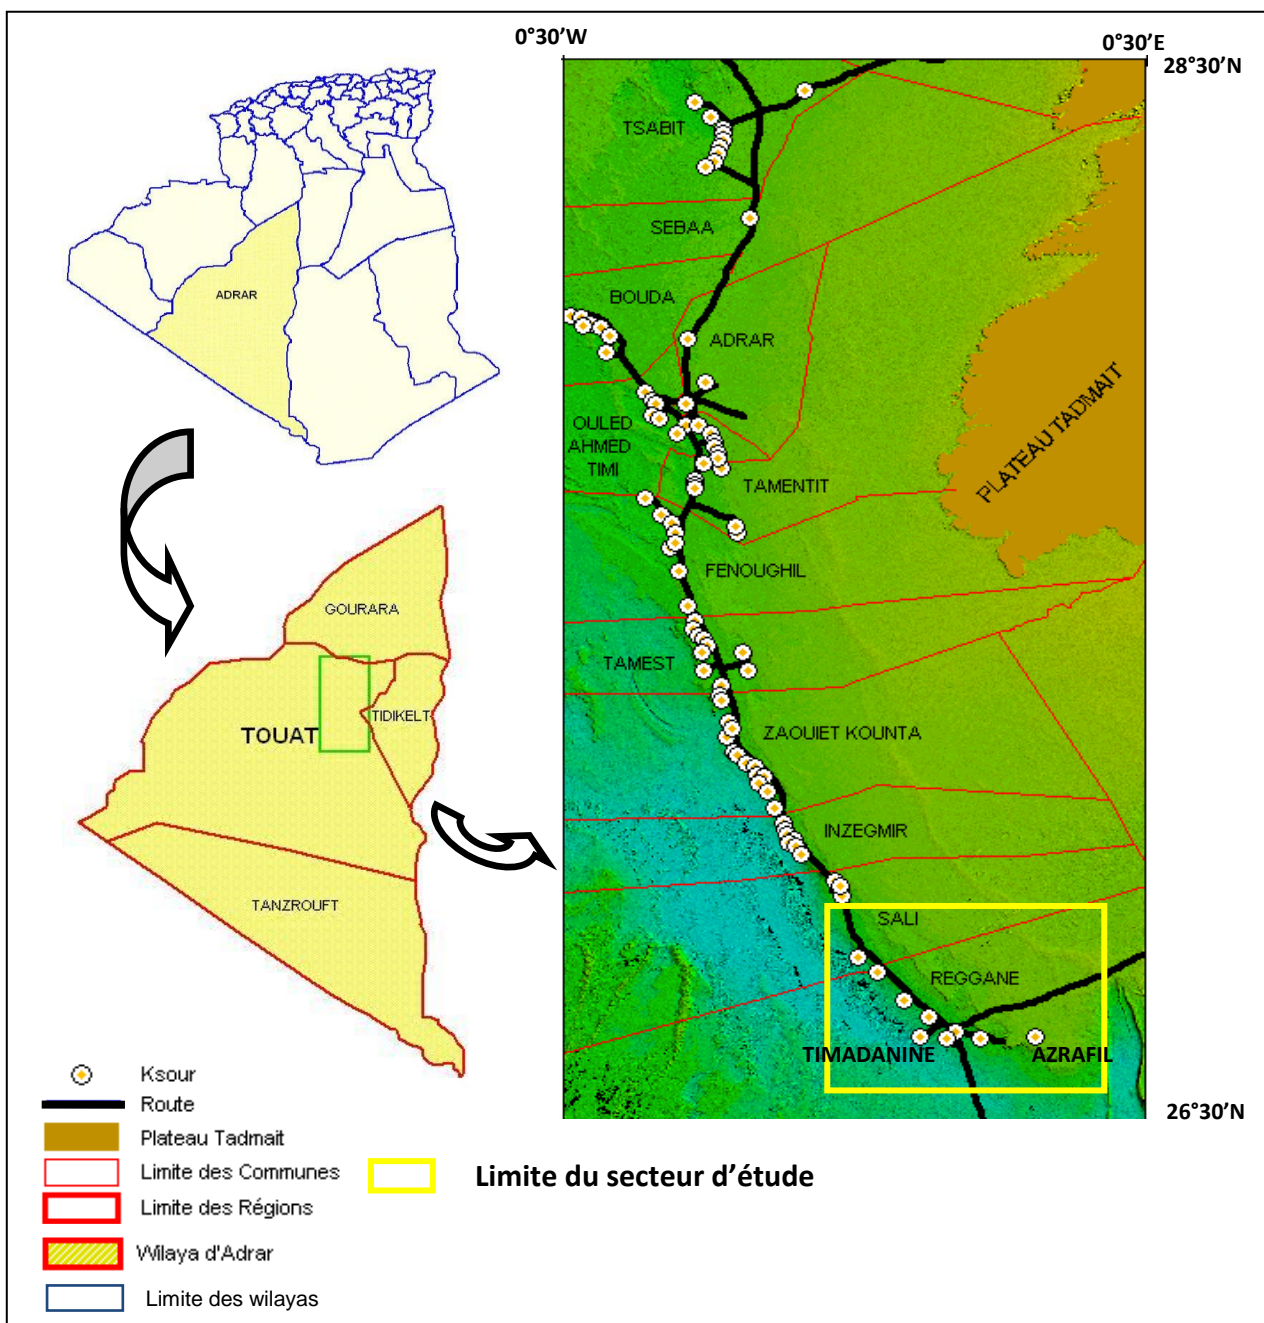 0°30'W
0°30'E
28°30'N
TSABIT
SEBAA
BOUDA
ADRAR
ADRAR
OULED
AHMED
TIMI
TAMENTIT
PLATEAU TADMAIT
FENOUGHIL
GOURARA
TAMEST
TIDIKELT
TOUAT
ZAOUIET KOUNTA
INZEGMIR
TANZROUFT
SALI
REGGANE
TIMADANINE
AZRAFIL
26°30'N
Ksour
Route
Plateau Tadmait
Limite des Communes
Limite du secteur d'étude
Limite des Régions
Wilaya d'Adrar
Limite des wilayas